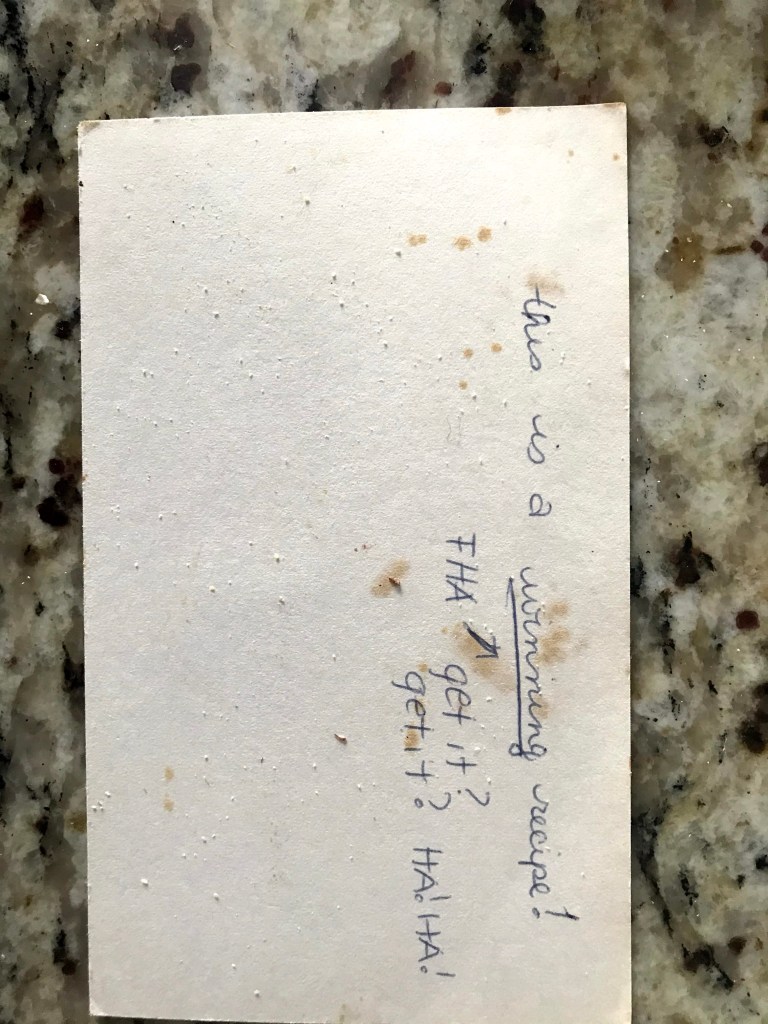 this is a winning recipe!
FHA ↗ get it?
get it? HA! HA!